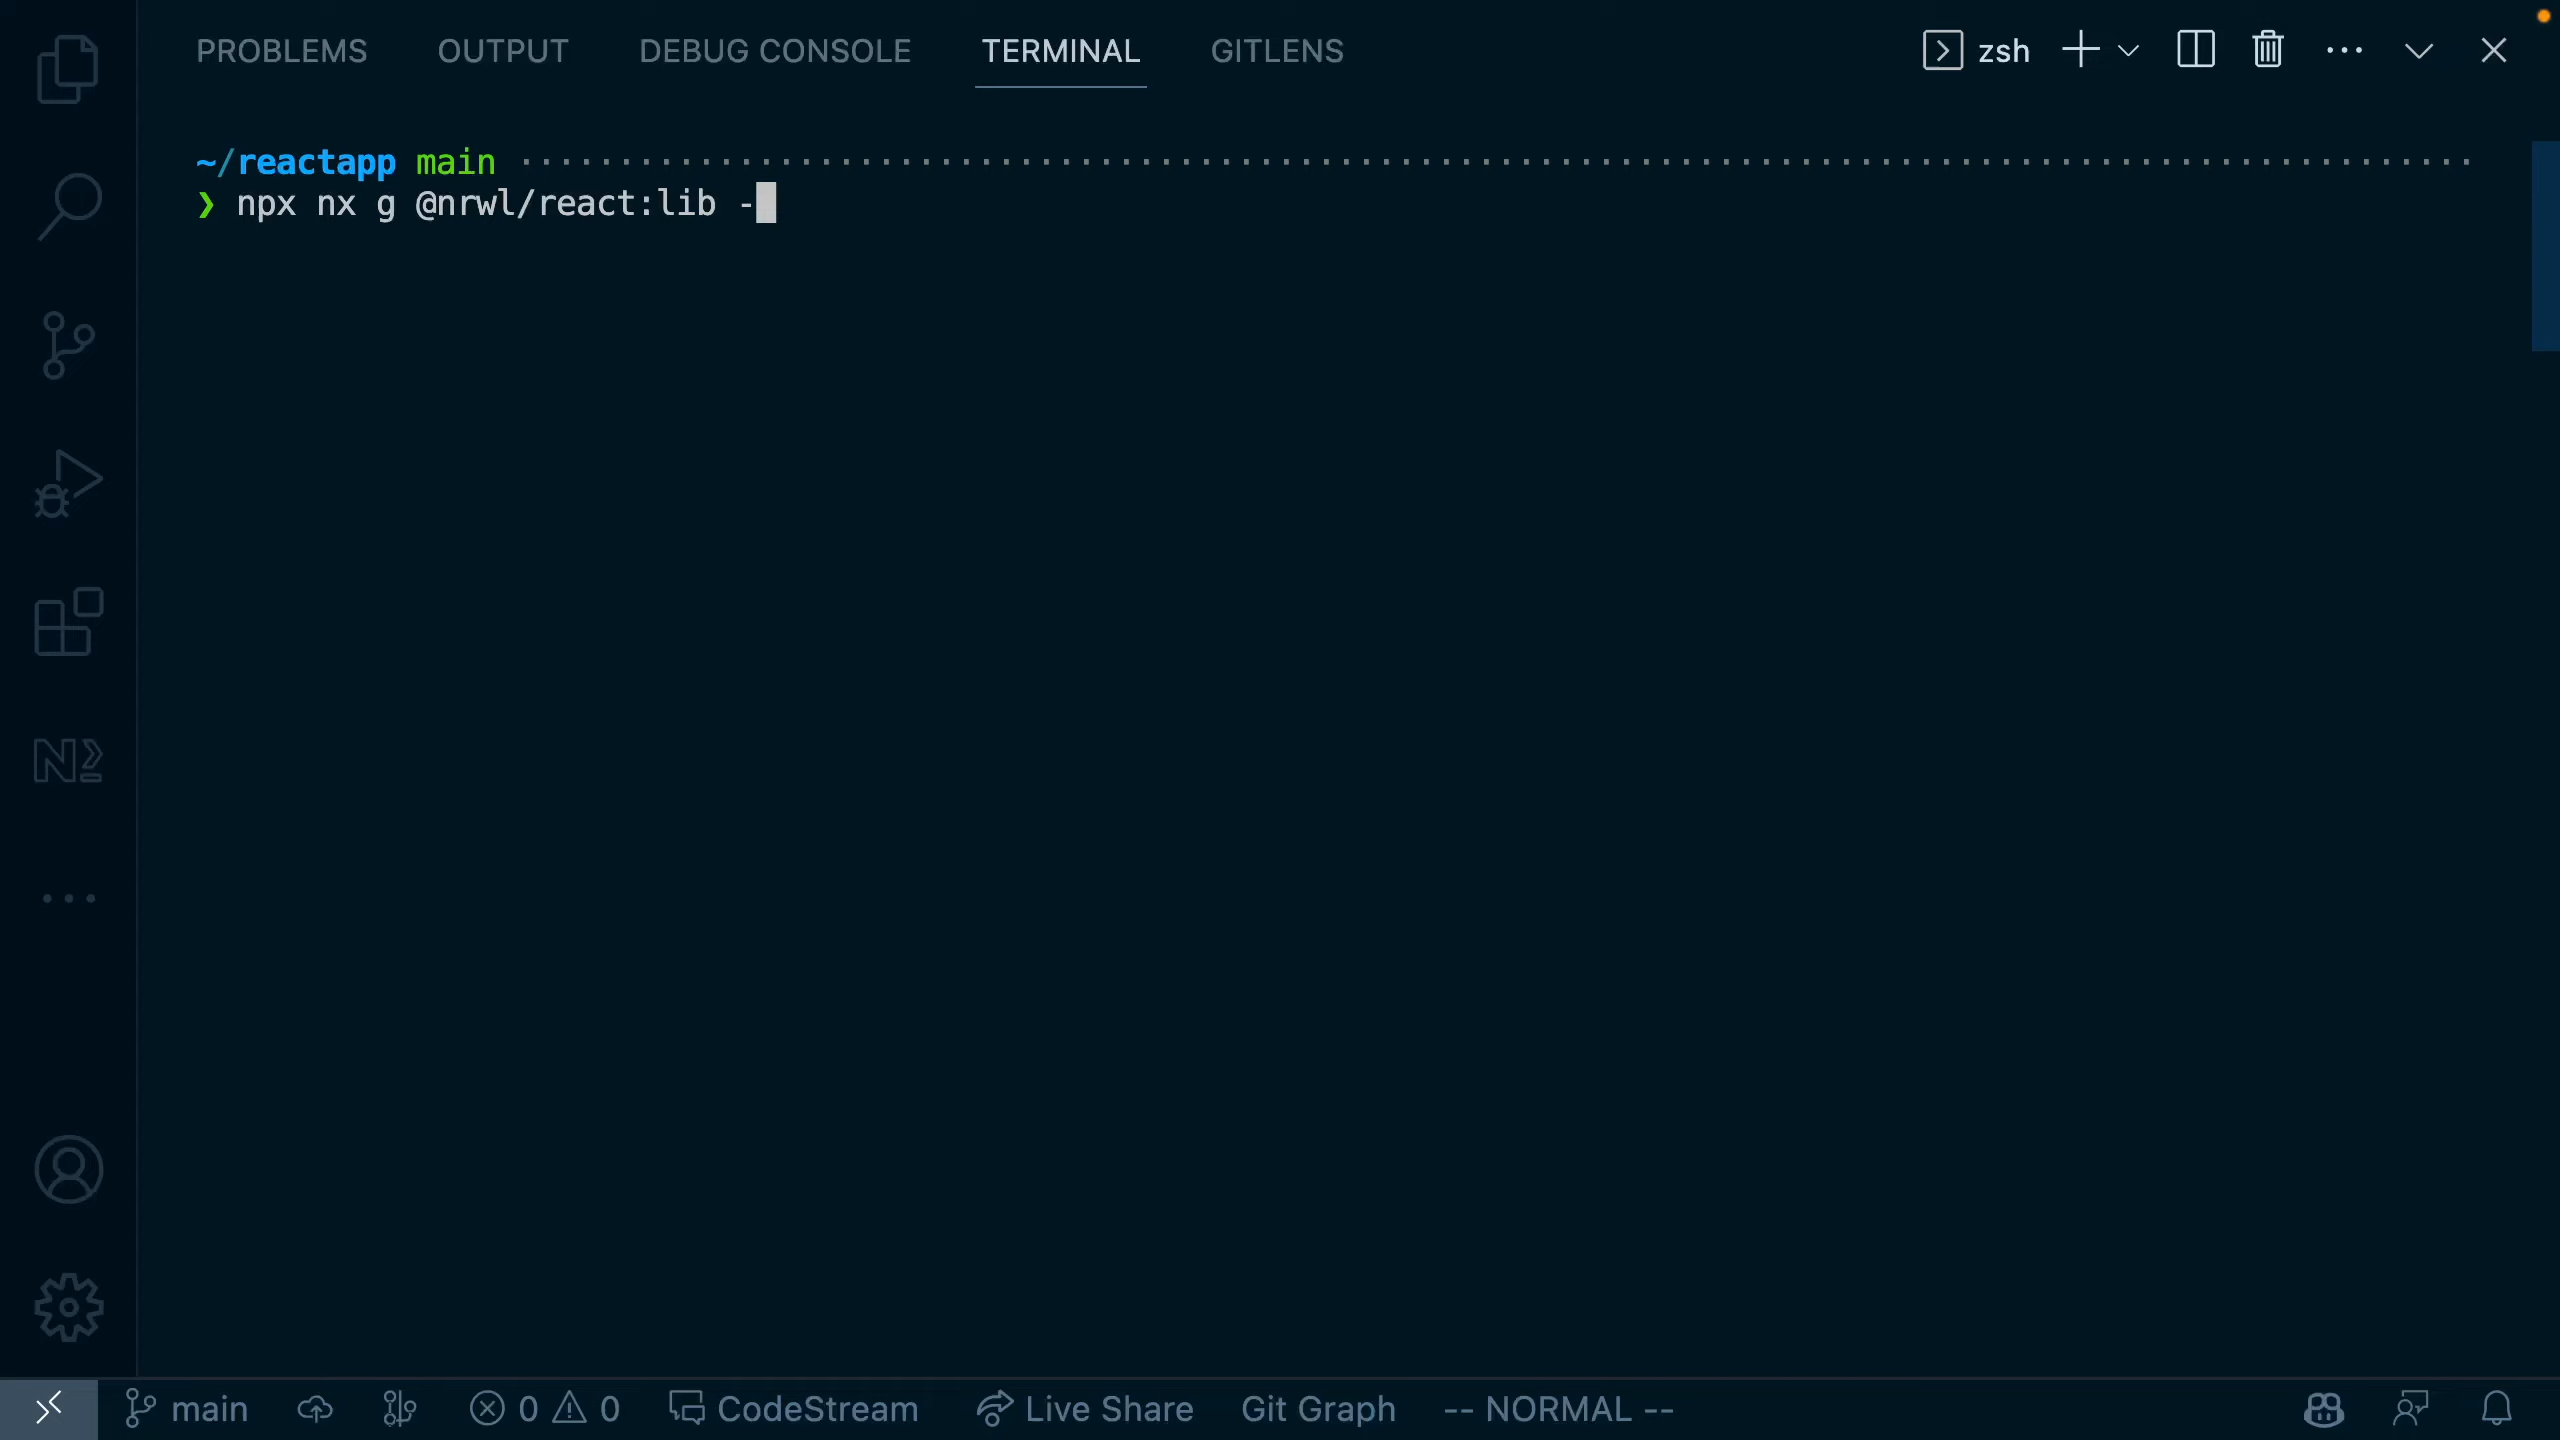 PROBLEMS OUTPUT DEBUG CONSOLE TERMINAL GITLENS zsh
~/reactapp main
❯ npx nx g @nrwl/react:lib -
main 0 0 CodeStream Live Share Git Graph -- NORMAL --